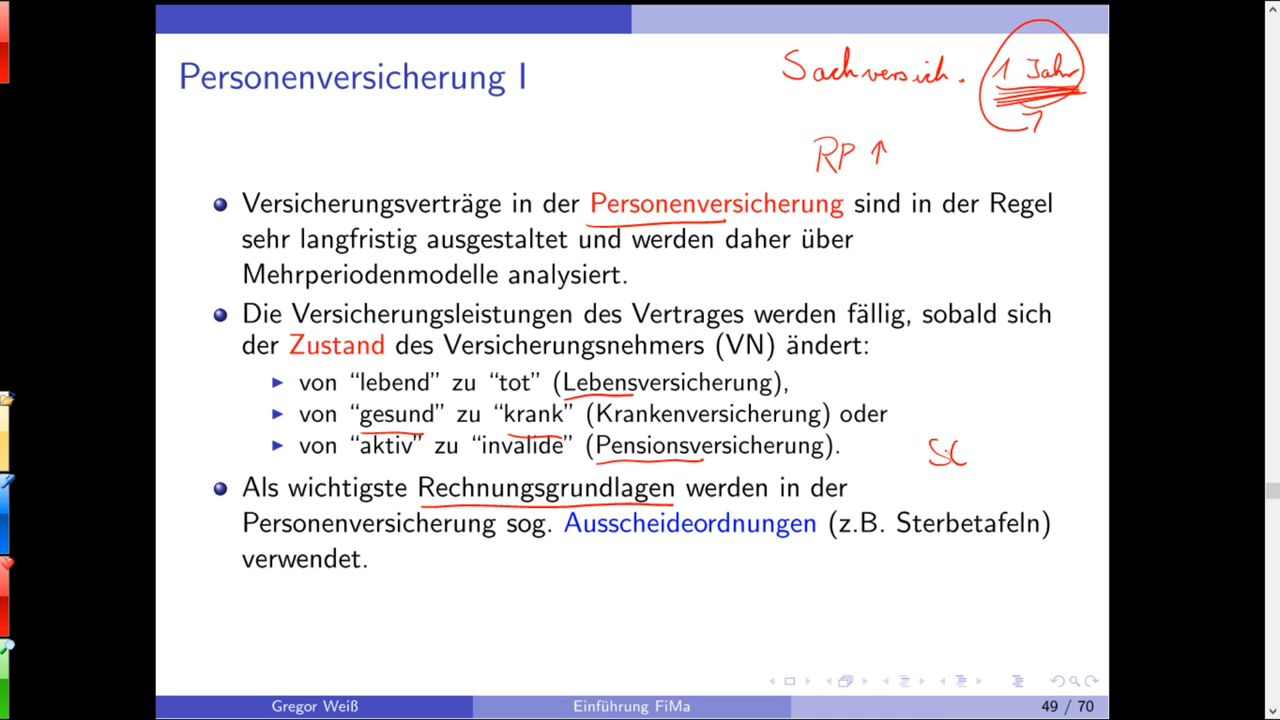 Sachversich. 1 Jahr
Personenversicherung I
RP ↑
Versicherungsverträge in der Personenversicherung sind in der Regel
sehr langfristig ausgestaltet und werden daher über
Mehrperiodenmodelle analysiert.
Die Versicherungsleistungen des Vertrages werden fällig, sobald sich
der Zustand des Versicherungsnehmers (VN) ändert:
von “lebend” zu “tot” (Lebensversicherung),
von “gesund” zu “krank” (Krankenversicherung) oder
von “aktiv” zu “invalide” (Pensionsversicherung).
Als wichtigste Rechnungsgrundlagen werden in der
Personenversicherung sog. Ausscheideordnungen (z.B. Sterbetafeln)
verwendet.
Gregor Weiß
Einführung FiMa
49 / 70